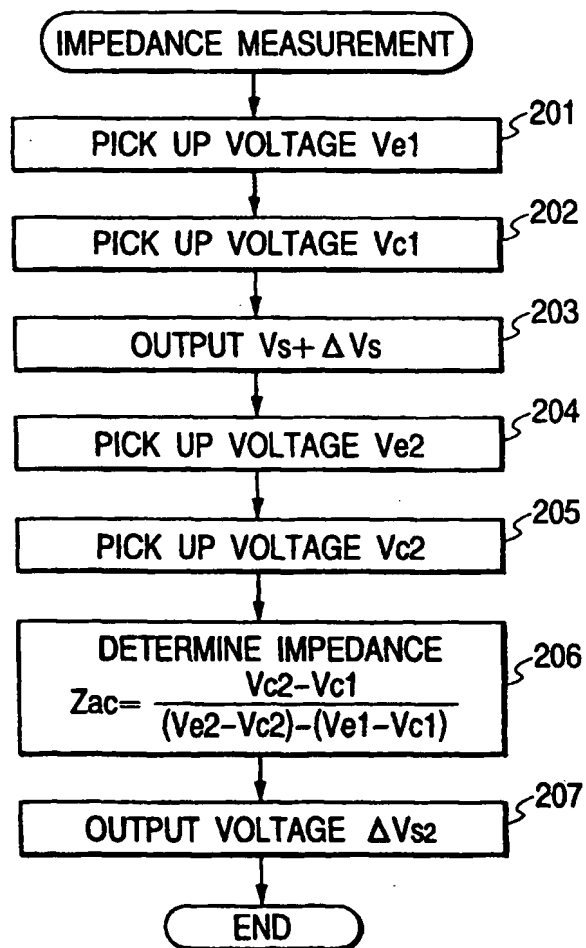 IMPEDANCE MEASUREMENT
201
PICK UP VOLTAGE Ve1
202
PICK UP VOLTAGE Vc1
203
OUTPUT Vs+ΔVs
204
PICK UP VOLTAGE Ve2
205
PICK UP VOLTAGE Vc2
206
DETERMINE IMPEDANCE
Vc2-Vc1
Zac=
(Ve2-Vc2)-(Ve1-Vc1)
207
OUTPUT VOLTAGE ΔVs2
END